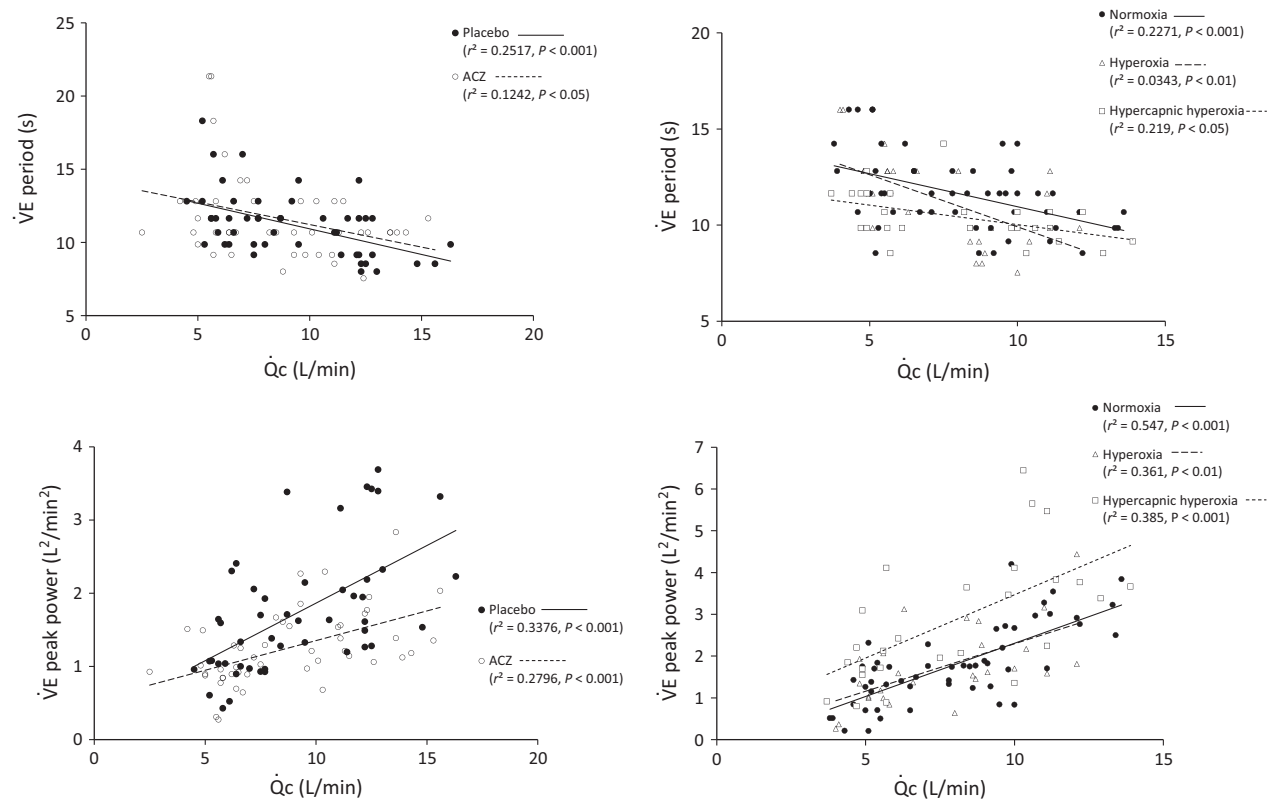 25
20
15
10
5
0
5
10
15
20
V̇E period (s)
Q̇c (L/min)
Placebo
(r² = 0.2517, P < 0.001)
ACZ
(r² = 0.1242, P < 0.05)
20
15
10
5
0
5
10
15
V̇E period (s)
Q̇c (L/min)
Normoxia
(r² = 0.2271, P < 0.001)
Hyperoxia
(r² = 0.0343, P < 0.01)
Hypercapnic hyperoxia
(r² = 0.219, P < 0.05)
4
3
2
1
0
0
5
10
15
20
V̇E peak power (L²/min²)
Q̇c (L/min)
Placebo
(r² = 0.3376, P < 0.001)
ACZ
(r² = 0.2796, P < 0.001)
7
6
5
4
3
2
1
0
0
5
10
15
V̇E peak power (L²/min²)
Q̇c (L/min)
Normoxia
(r² = 0.547, P < 0.001)
Hyperoxia
(r² = 0.361, P < 0.01)
Hypercapnic hyperoxia
(r² = 0.385, P < 0.001)